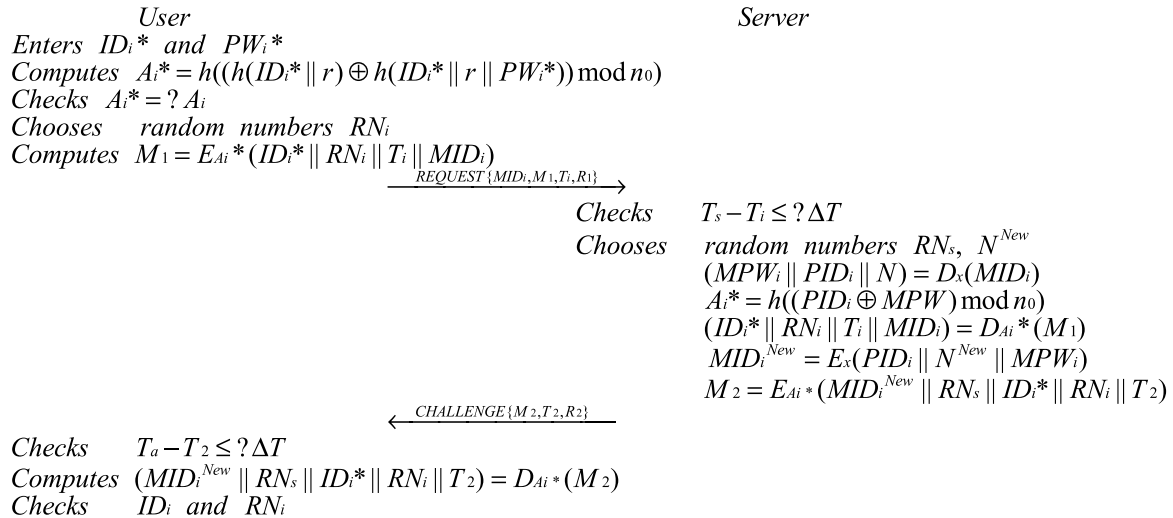 User Server
Enters IDi* and PWi*
Computes Ai* = h((h(IDi* || r) ⊕ h(IDi* || r || PWi*)) mod n0)
Checks Ai* = ? Ai
Chooses random numbers RNi
Computes M1 = EAi*(IDi* || RNi || Ti || MIDi)
REQUEST{MIDi,M1,Ti,R1}
Checks Ts − Ti ≤ ? ΔT
Chooses random numbers RNs, N^New
(MPWi || PIDi || N) = Dx(MIDi)
Ai* = h((PIDi ⊕ MPW) mod n0)
(IDi* || RNi || Ti || MIDi) = DAi*(M1)
MIDi^New = Ex(PIDi || N^New || MPWi)
M2 = EAi*(MIDi^New || RNs || IDi* || RNi || T2)
CHALLENGE{M2,T2,R2}
Checks Ta − T2 ≤ ? ΔT
Computes (MIDi^New || RNs || IDi* || RNi || T2) = DAi*(M2)
Checks IDi and RNi